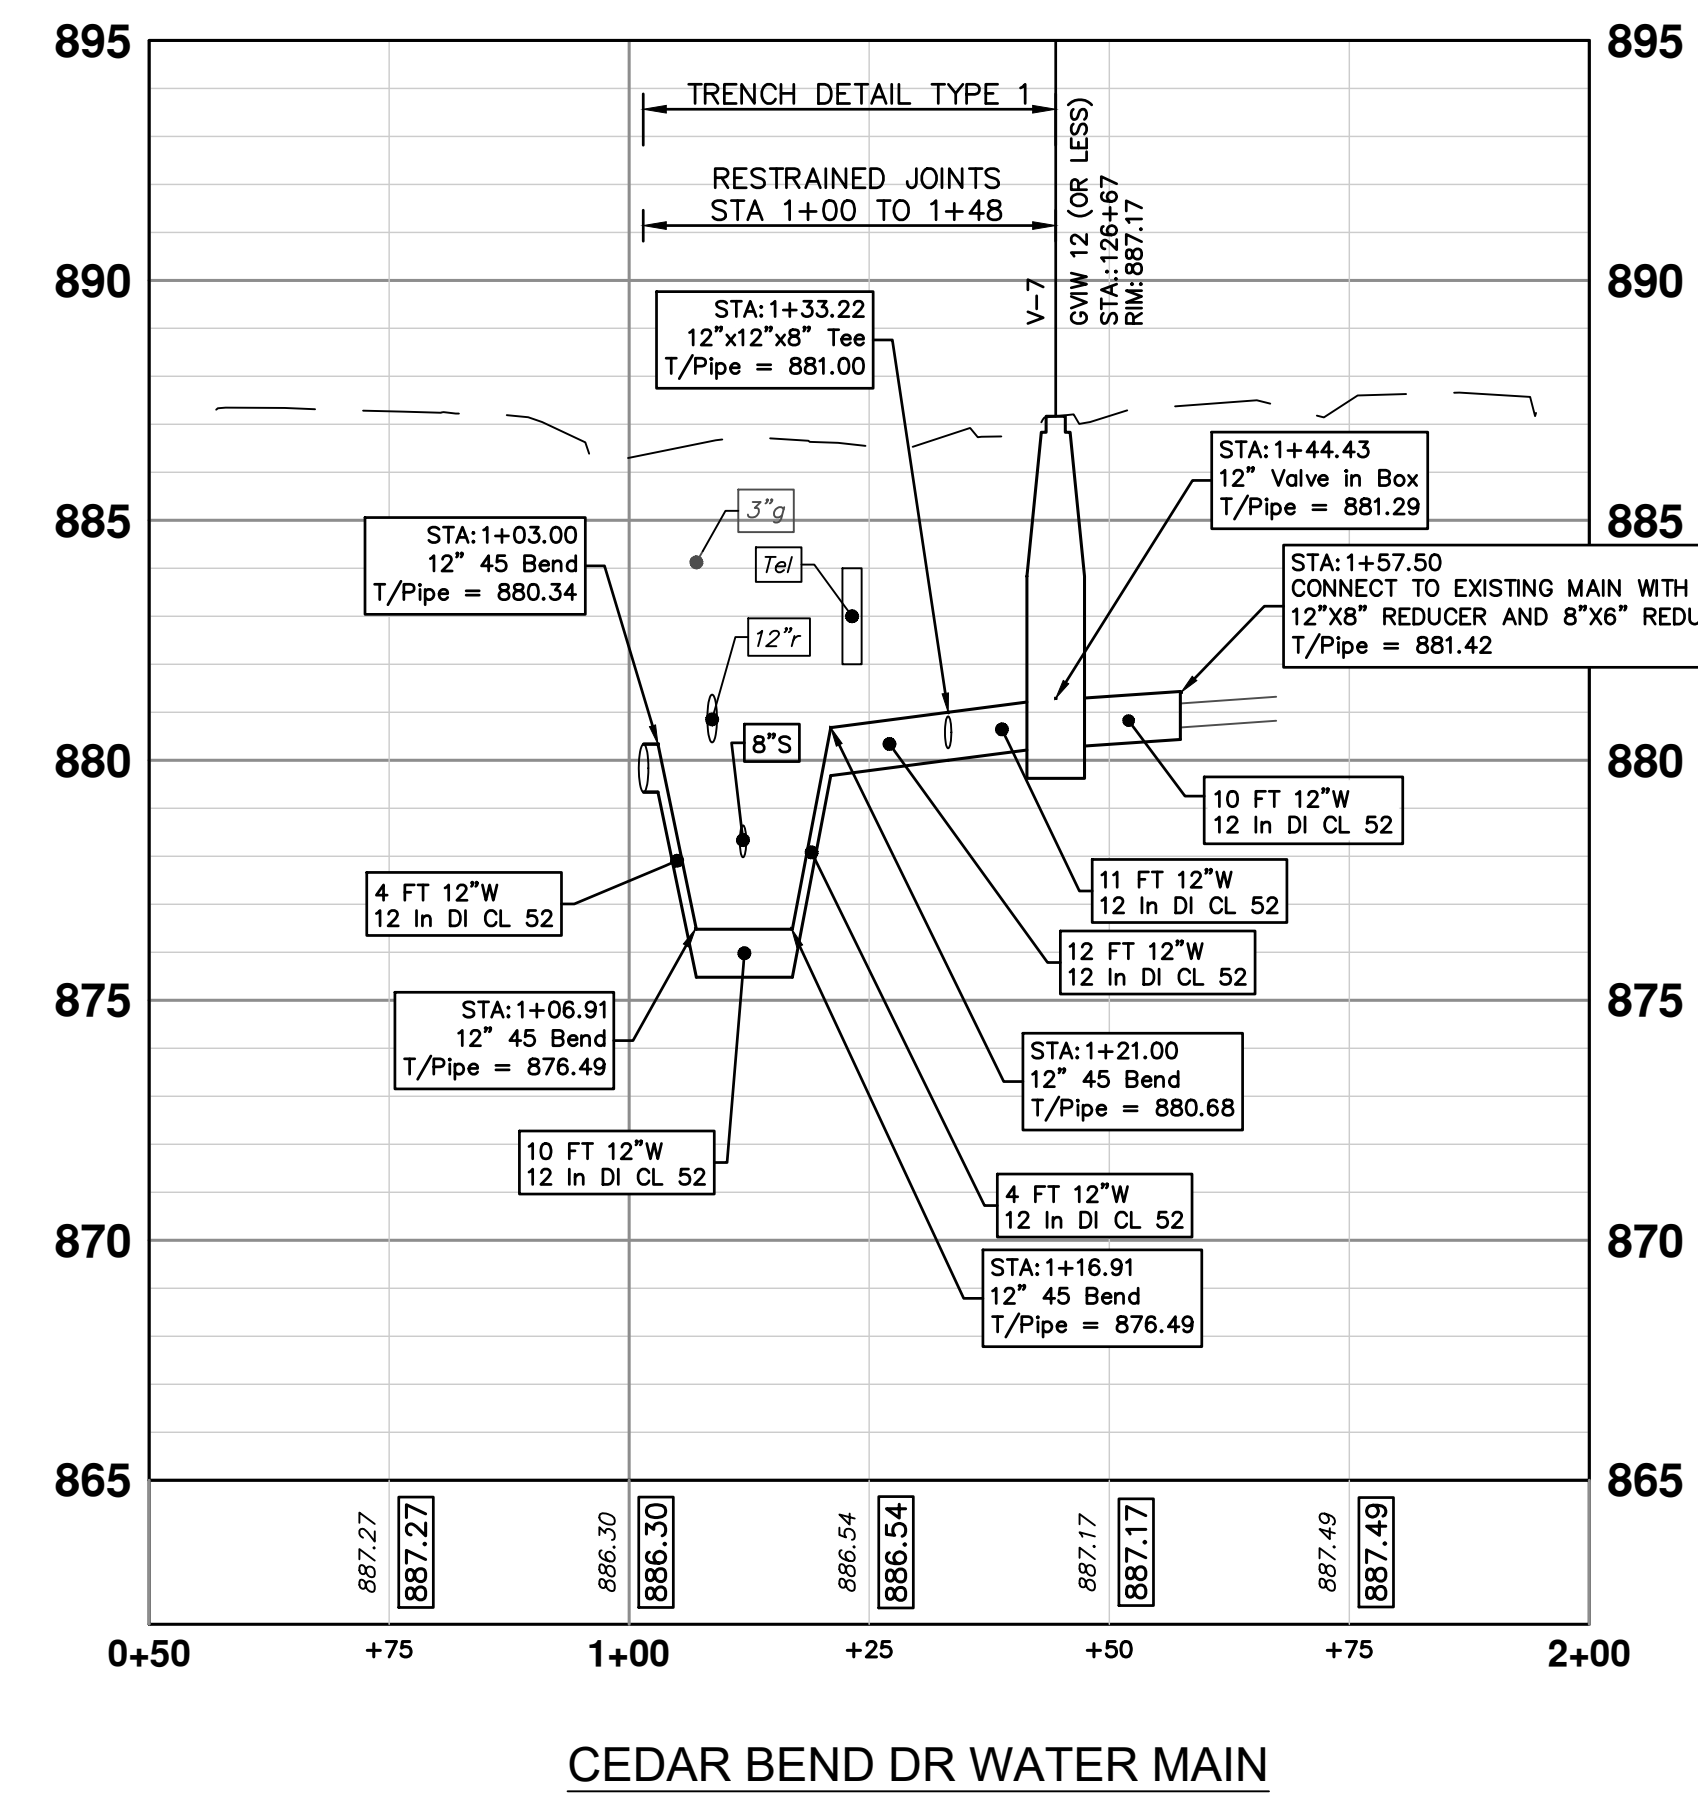 895
895
TRENCH DETAIL TYPE 1
RESTRAINED JOINTS
STA 1+00 TO 1+48
V-7
GVIW 12 (OR LESS)
STA.:126+67
RIM:887.17
890
890
STA:1+33.22
12"x12"x8" Tee
T/Pipe = 881.00
STA:1+44.43
12" Valve in Box
T/Pipe = 881.29
3"g
885
885
STA:1+03.00
12" 45 Bend
T/Pipe = 880.34
Tel
STA:1+57.50
CONNECT TO EXISTING MAIN WITH
12"X8" REDUCER AND 8"X6" REDU
T/Pipe = 881.42
12"r
8"S
880
880
10 FT 12"W
12 In DI CL 52
4 FT 12"W
12 In DI CL 52
11 FT 12"W
12 In DI CL 52
12 FT 12"W
12 In DI CL 52
875
875
STA:1+06.91
12" 45 Bend
T/Pipe = 876.49
STA:1+21.00
12" 45 Bend
T/Pipe = 880.68
10 FT 12"W
12 In DI CL 52
4 FT 12"W
12 In DI CL 52
870
870
STA:1+16.91
12" 45 Bend
T/Pipe = 876.49
865
865
887.27
887.27
886.30
886.30
886.54
886.54
887.17
887.17
887.49
887.49
0+50 +75 1+00 +25 +50 +75 2+00
CEDAR BEND DR WATER MAIN